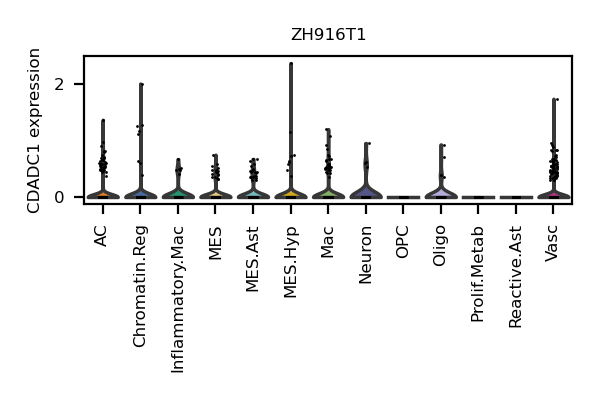 ZH916T1
CDADC1 expression
2
0
AC
Chromatin.Reg
Inflammatory.Mac
MES
MES.Ast
MES.Hyp
Mac
Neuron
OPC
Oligo
Prolif.Metab
Reactive.Ast
Vasc